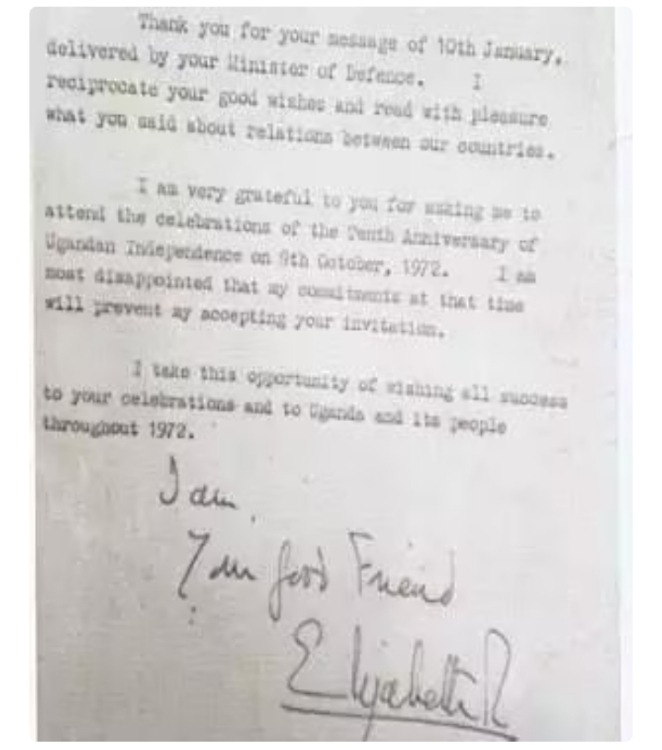 Thank you for your message of 10th January,
delivered by your Minister of Defence. I
reciprocate your good wishes and read with pleasure
what you said about relations between our countries.
I am very grateful to you for asking me to
attend the celebrations of the Tenth Anniversary of
Ugandan Independence on 9th October, 1972. I am
most disappointed that my commitments at that time
will prevent my accepting your invitation.
I take this opportunity of wishing all success
to your celebrations and to Uganda and its people
throughout 1972.
I am,
Your good Friend
Elizabeth R